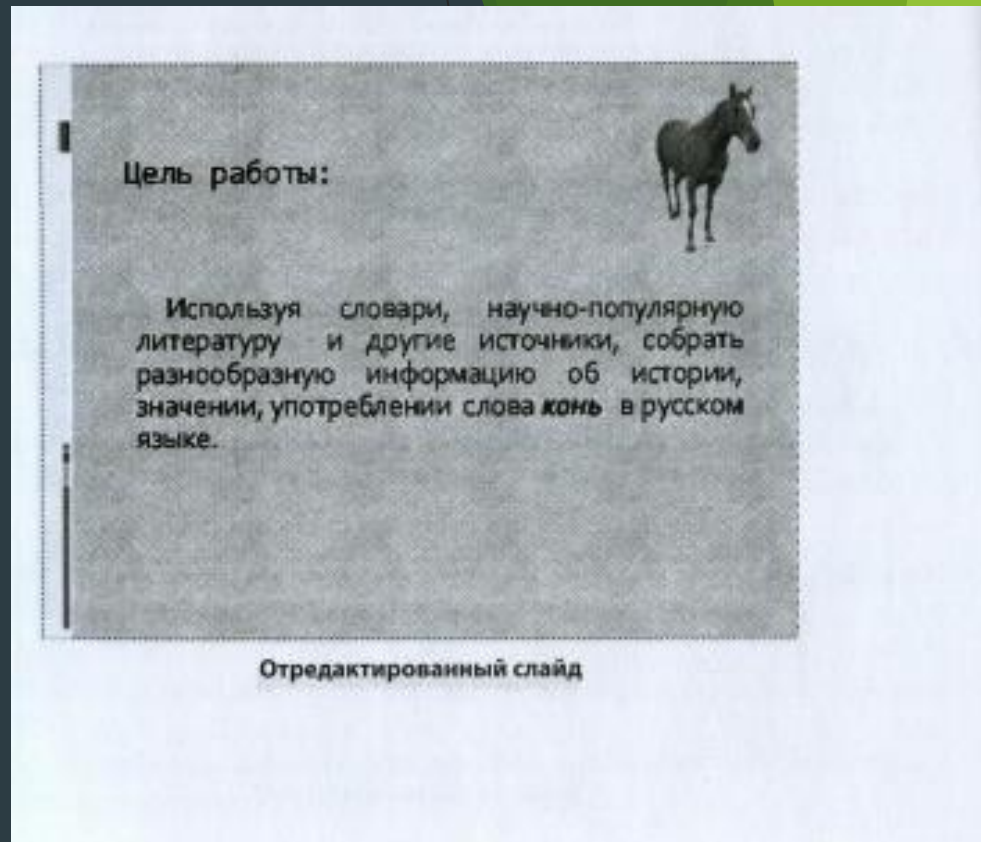 Цель работы:
Используя словари, научно-популярную
литературу и другие источники, собрать
разнообразную информацию об истории,
значении, употреблении слова конь в русском
языке.
Отредактированный слайд